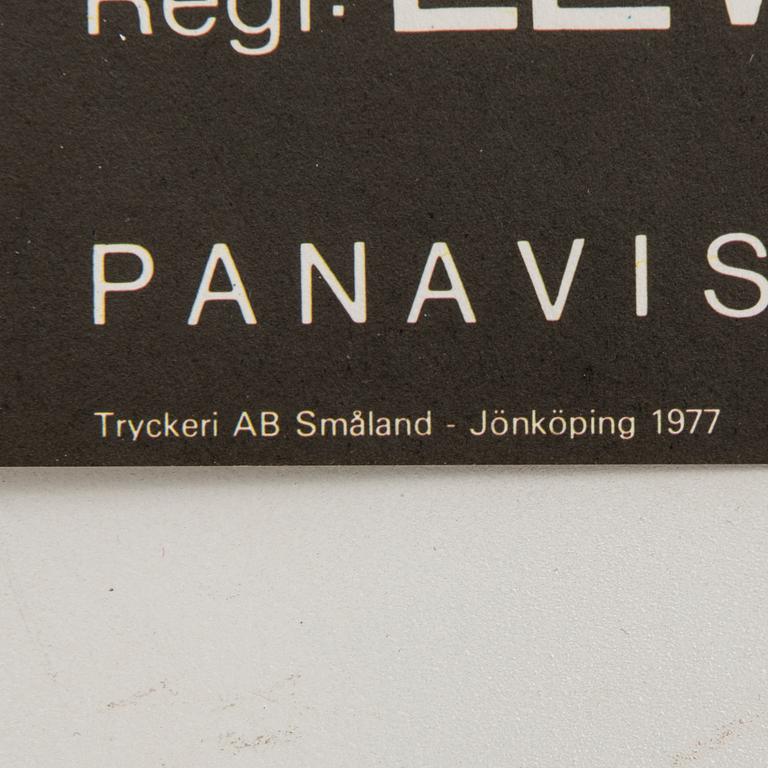 Regi:
PANAVIS
Tryckeri AB Småland - Jönköping 1977